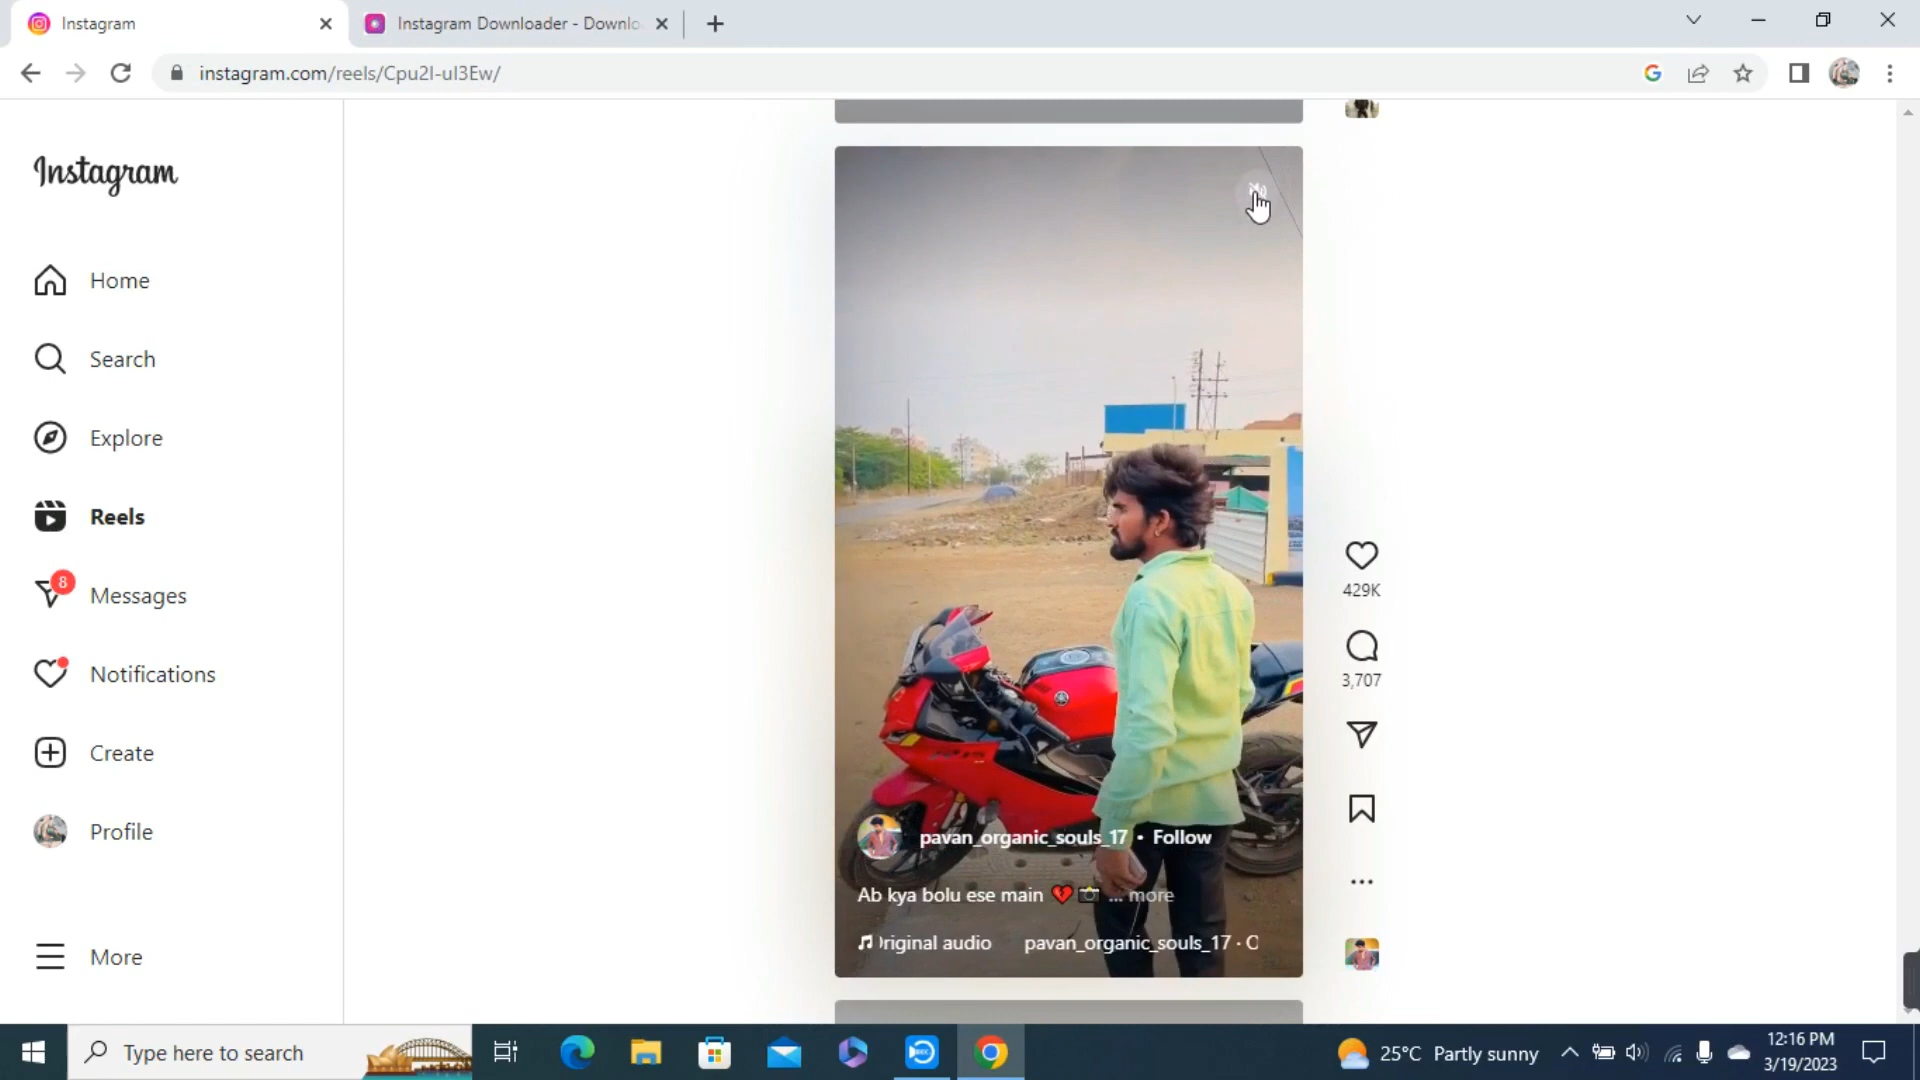 Instagram
Instagram Downloader - Downlo
instagram.com/reels/Cpu2I-uI3Ew/
Instagram
Home
Search
Explore
Reels
8
Messages
Notifications
Create
Profile
More
pavan_organic_souls_17 • Follow
Ab kya bolu ese main 💔📷 ... more
riginal audio pavan_organic_souls_17 · O
429K
3,707
Type here to search
25°C Partly sunny
12:16 PM
3/19/2023